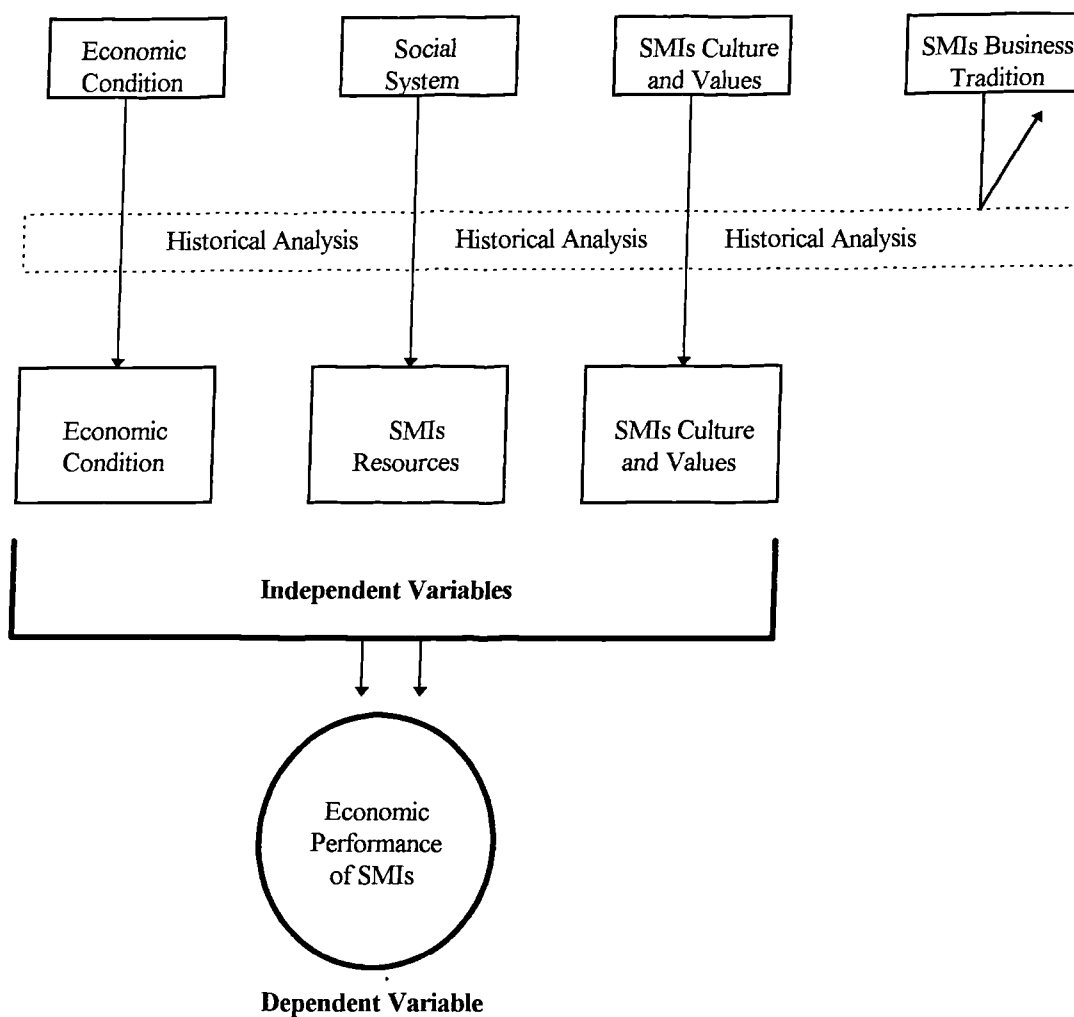 Economic
Condition
Social
System
SMIs Culture
and Values
SMIs Business
Tradition
Historical Analysis
Historical Analysis
Historical Analysis
Economic
Condition
SMIs
Resources
SMIs Culture
and Values
Independent Variables
Economic
Performance
of SMIs
Dependent Variable